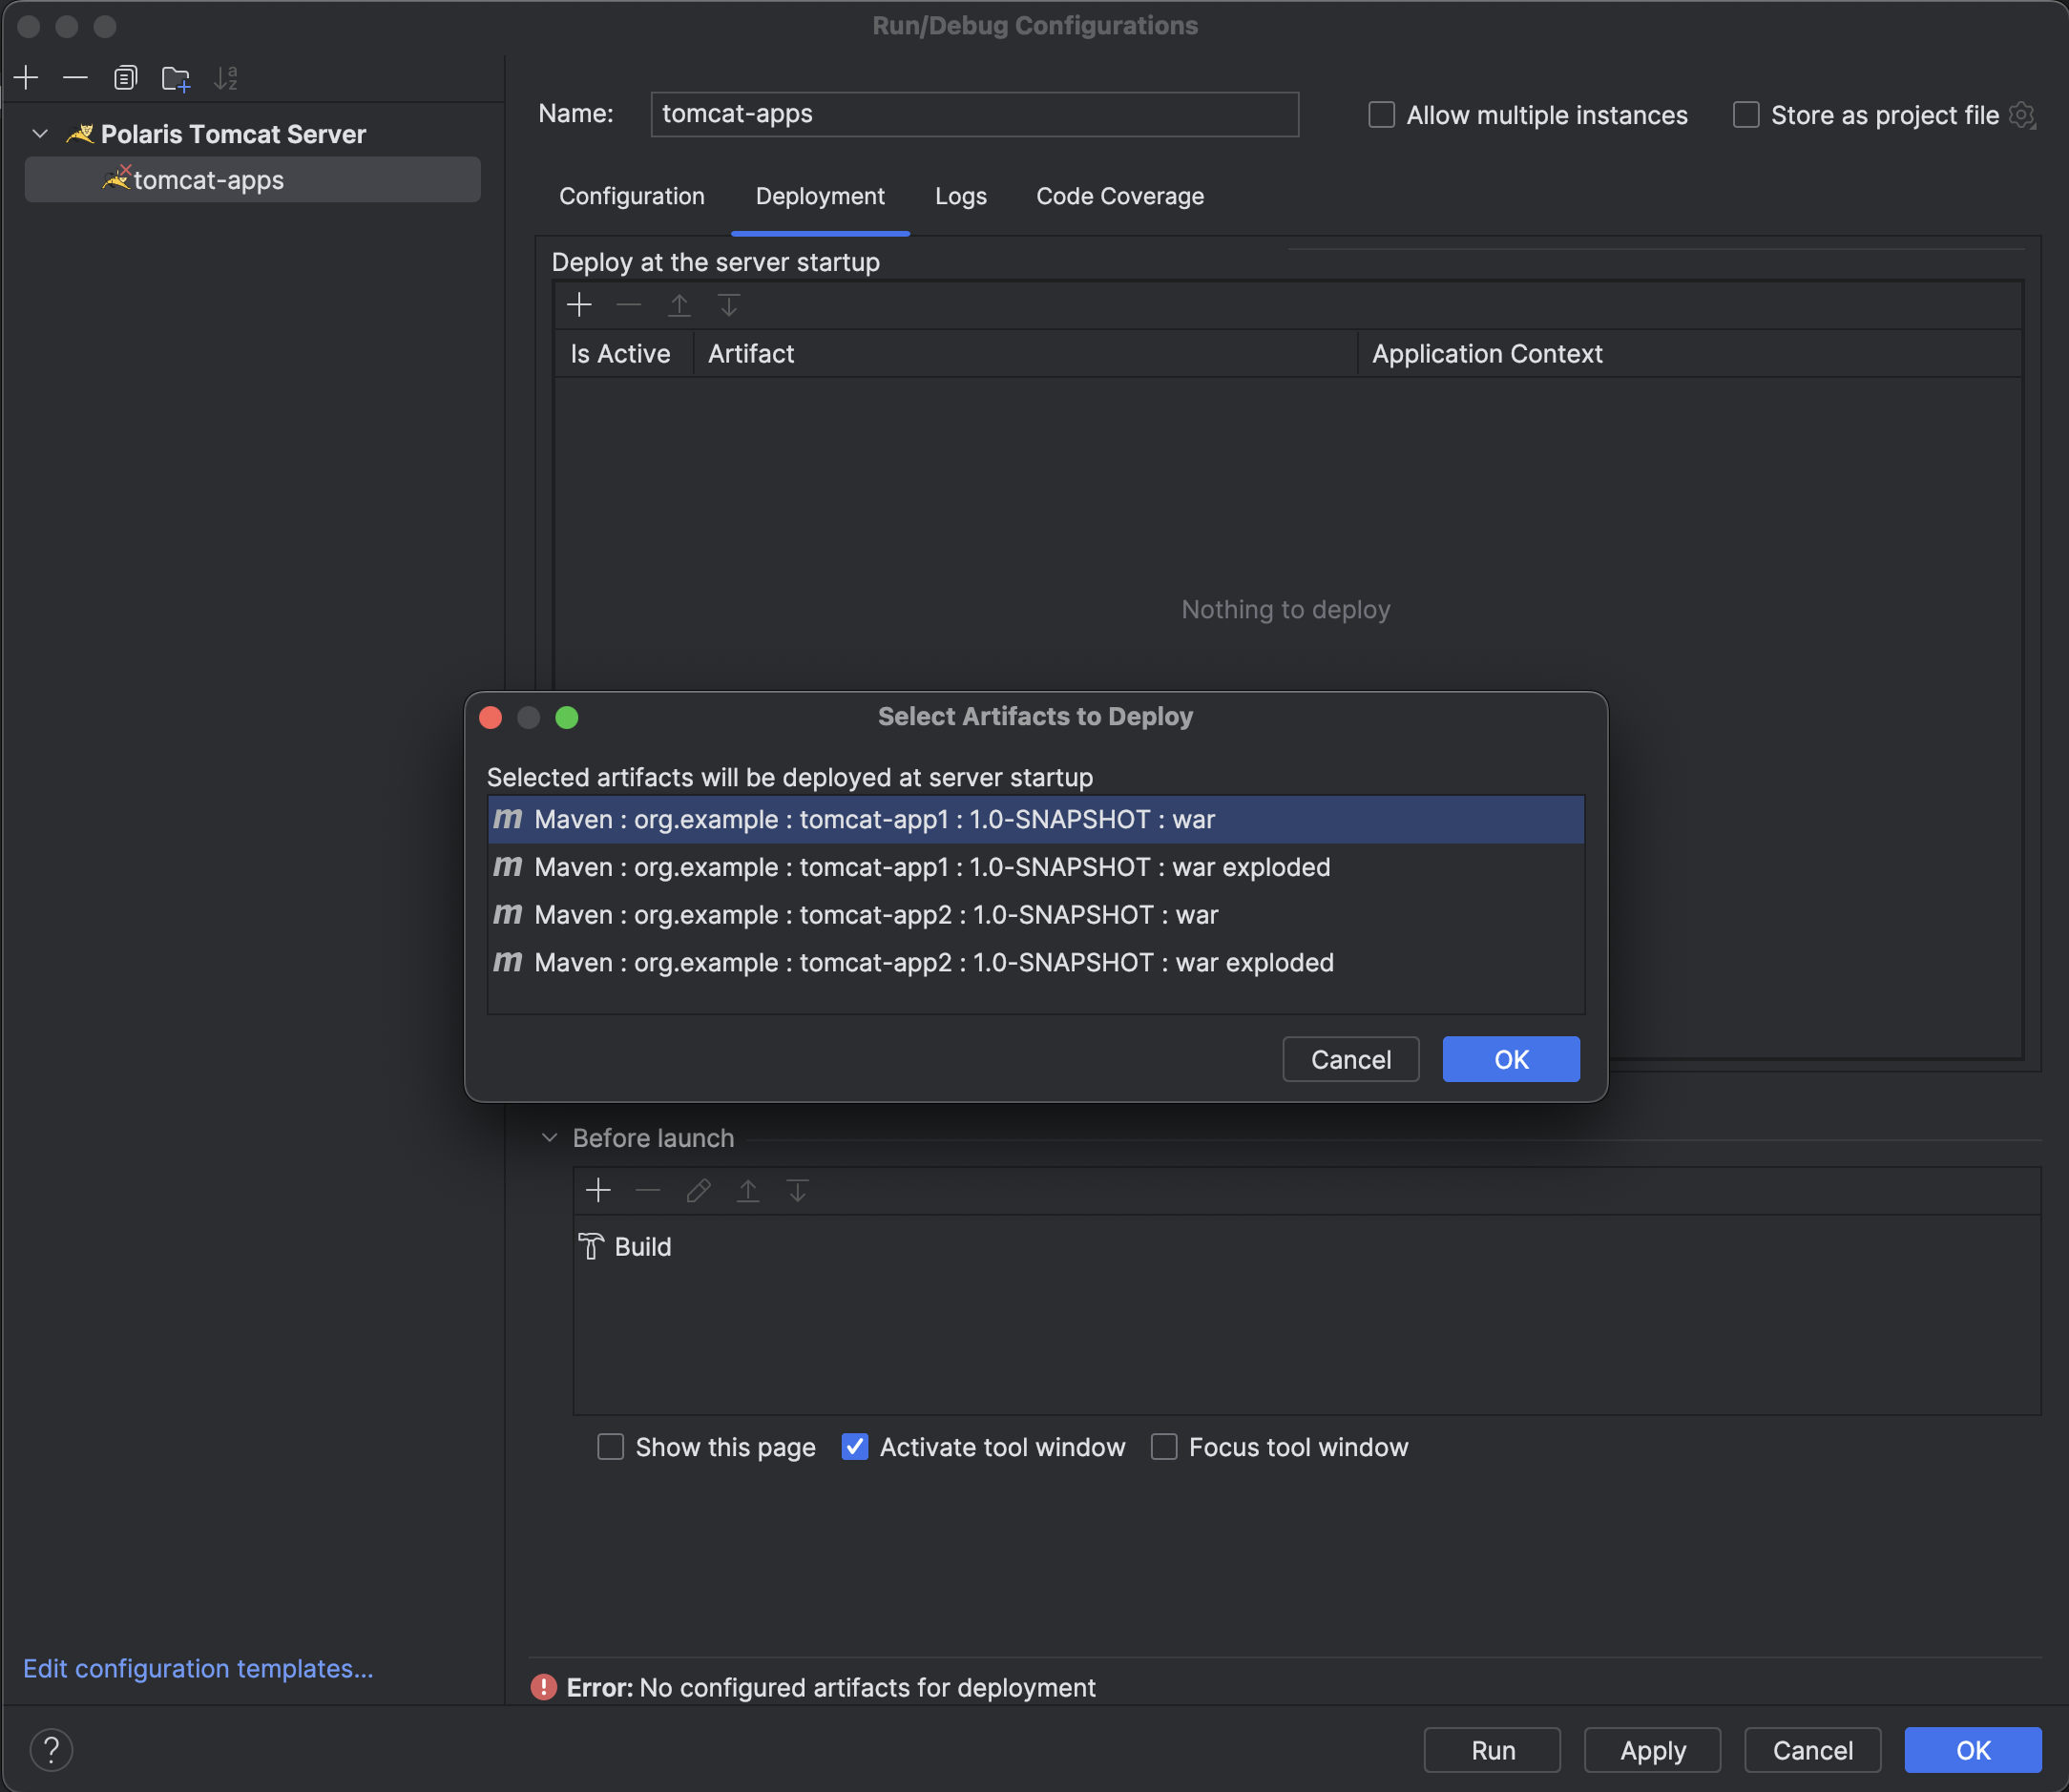 Run/Debug Configurations
Polaris Tomcat Server
tomcat-apps
Edit configuration templates...
Name: tomcat-apps Allow multiple instances Store as project file
Configuration Deployment Logs Code Coverage
Deploy at the server startup
Is Active Artifact Application Context
Nothing to deploy
Select Artifacts to Deploy
Selected artifacts will be deployed at server startup
m Maven : org.example : tomcat-app1 : 1.0-SNAPSHOT : war
m Maven : org.example : tomcat-app1 : 1.0-SNAPSHOT : war exploded
m Maven : org.example : tomcat-app2 : 1.0-SNAPSHOT : war
m Maven : org.example : tomcat-app2 : 1.0-SNAPSHOT : war exploded
Cancel OK
Before launch
Build
Show this page Activate tool window Focus tool window
Error: No configured artifacts for deployment
? Run Apply Cancel OK